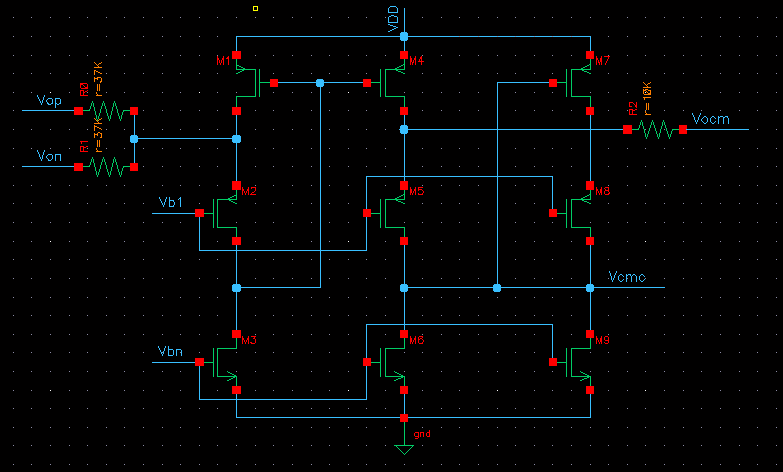 VDD
M1
M4
M7
R0
r=37K
Vop
R1
r=37K
Von
R2
r=10K
Vocm
M2
M5
M8
Vb1
Vcmc
M3
M6
M9
Vbn
gnd